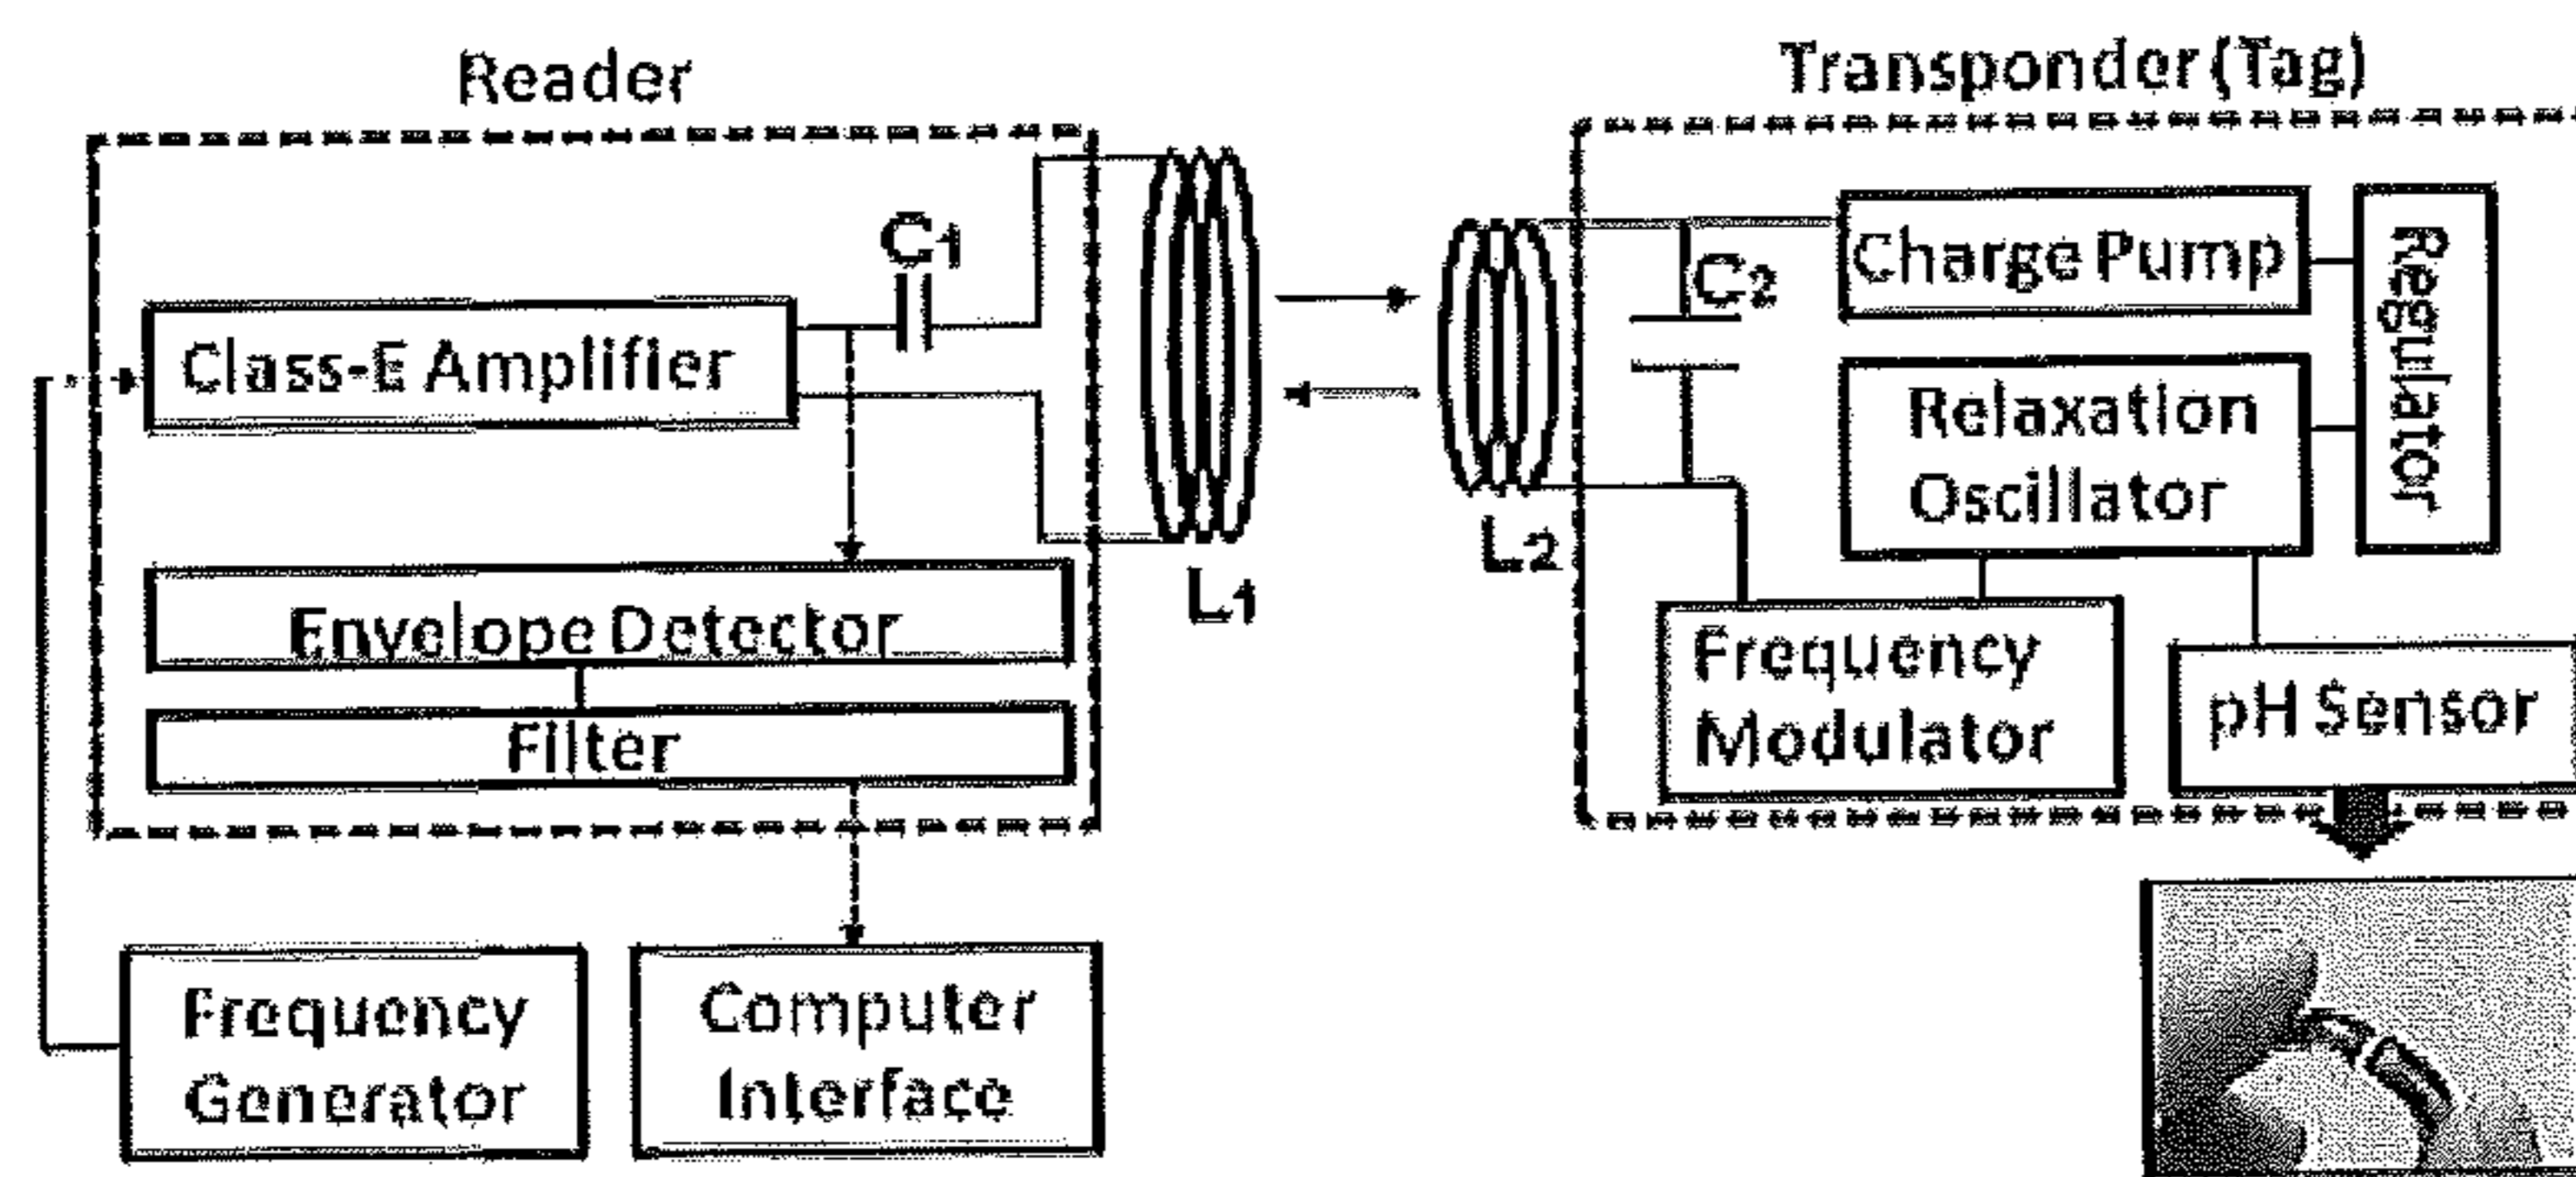 Reader
Transponder (Tag)
C1
Class-E Amplifier
L1
Envelope Detector
Filter
Frequency
Generator
Computer
Interface
L2
C2
Charge Pump
Regulator
Relaxation
Oscillator
Frequency
Modulator
pH Sensor